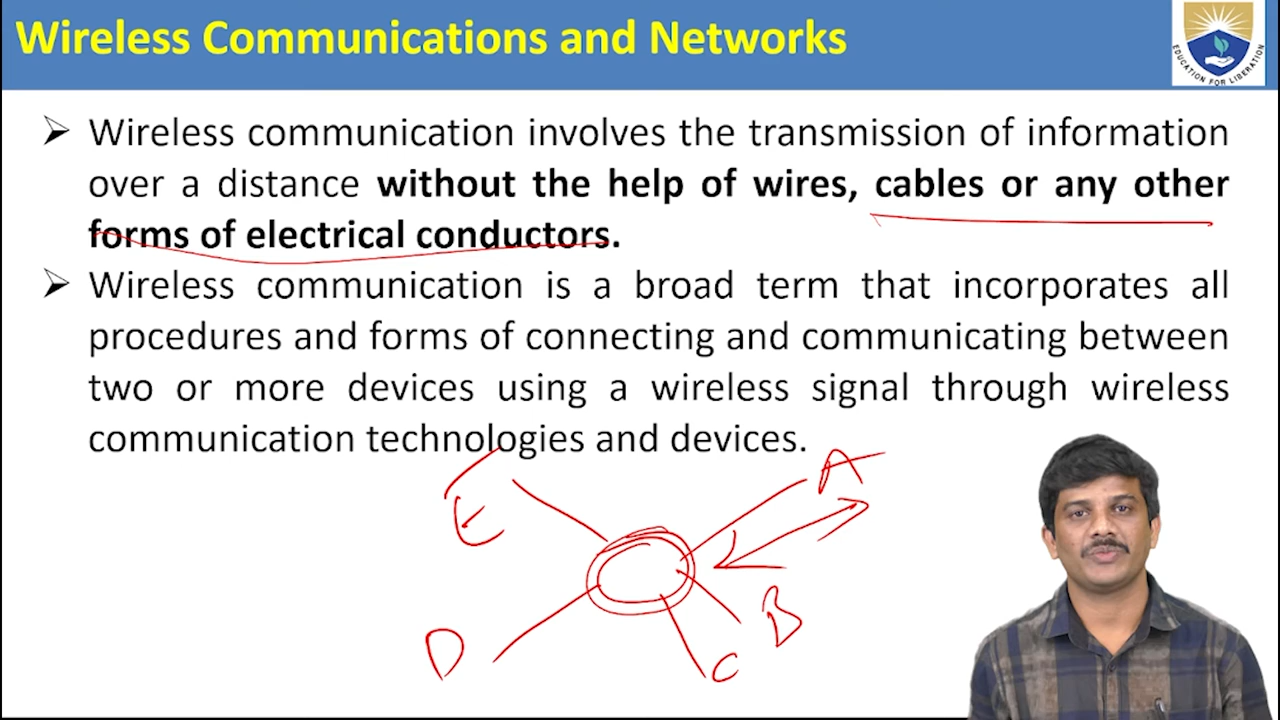 Wireless Communications and Networks
EDUCATION FOR LIBERATION
➢ Wireless communication involves the transmission of information
over a distance without the help of wires, cables or any other
forms of electrical conductors.
➢ Wireless communication is a broad term that incorporates all
procedures and forms of connecting and communicating between
two or more devices using a wireless signal through wireless
communication technologies and devices.
A
E
B
D
C